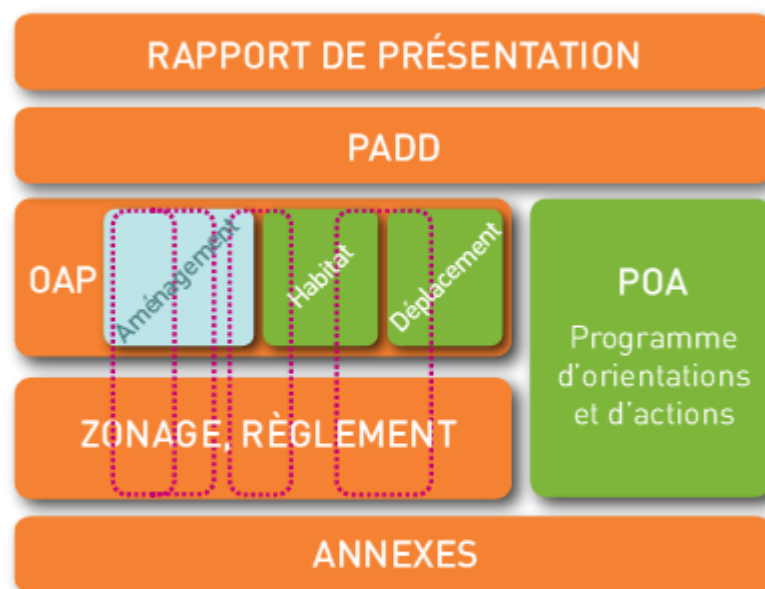 RAPPORT DE PRÉSENTATION
PADD
OAP
Aménagement
Habitat
Déplacement
POA
Programme
d'orientations
et d'actions
ZONAGE, RÈGLEMENT
ANNEXES